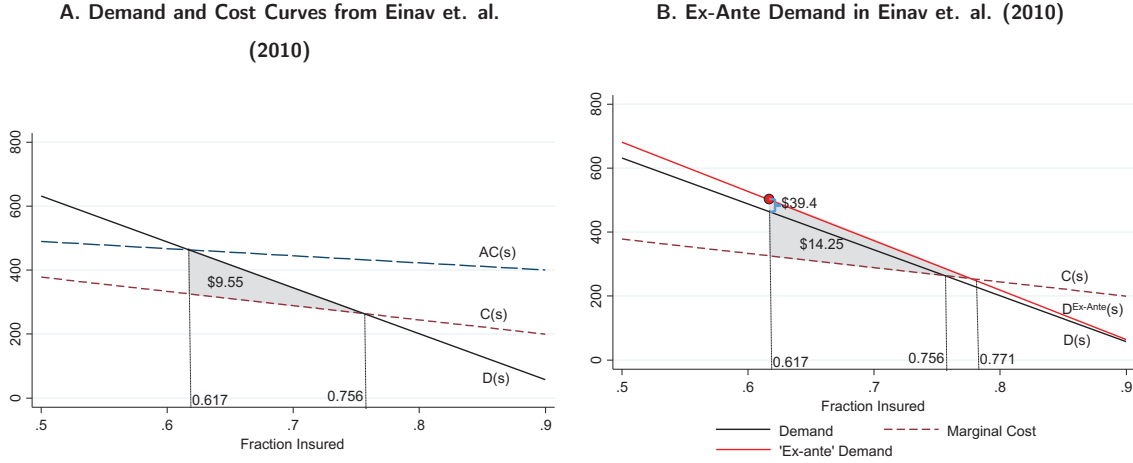 A. Demand and Cost Curves from Einav et. al.
(2010)
800
600
400
200
0
AC(s)
$9.55
C(s)
D(s)
0.617
0.756
.5
.6
.7
.8
.9
Fraction Insured
B. Ex-Ante Demand in Einav et. al. (2010)
800
600
400
200
0
$39.4
$14.25
C(s)
D^Ex-Ante(s)
D(s)
0.617
0.756
0.771
.5
.6
.7
.8
.9
Fraction Insured
Demand
Marginal Cost
'Ex-ante' Demand